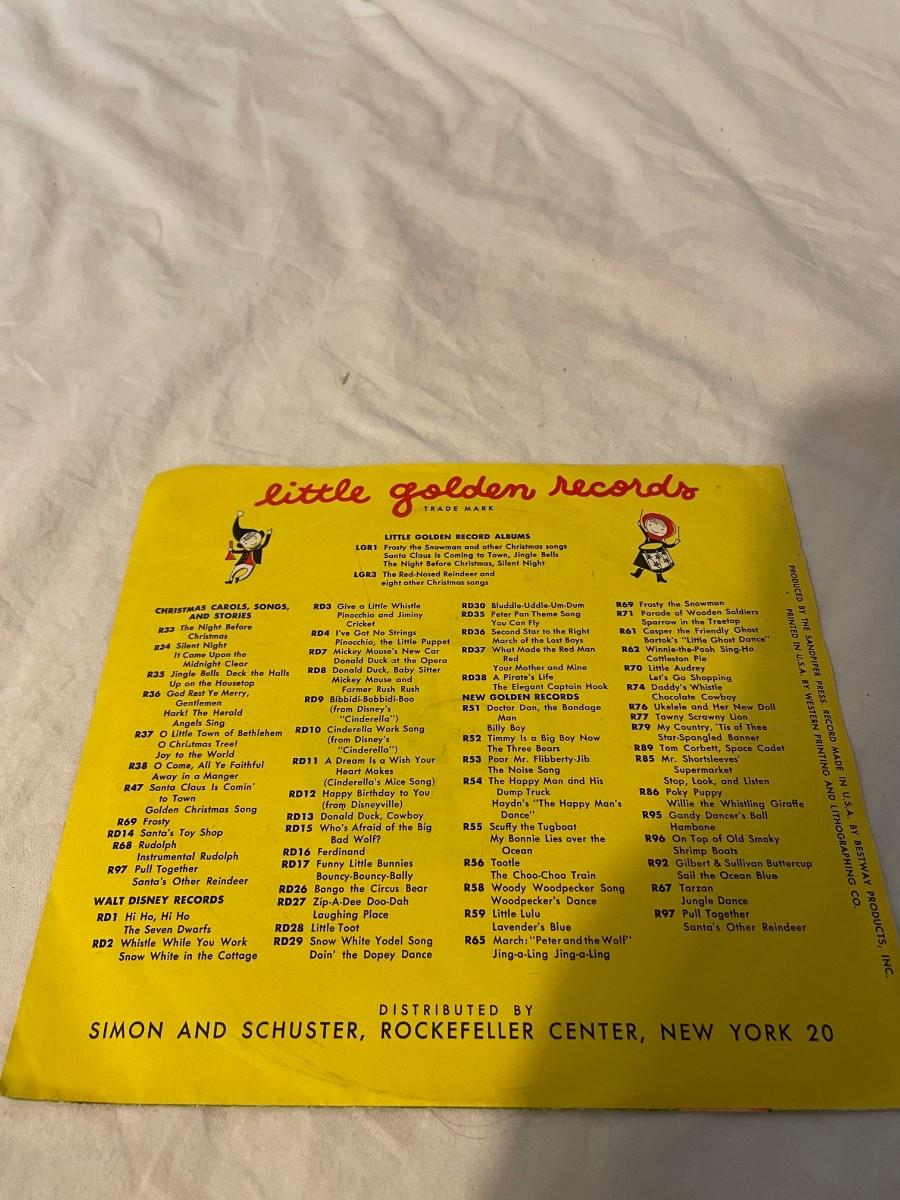 little golden records
TRADE MARK
LITTLE GOLDEN RECORD ALBUMS
LGR1 Frosty the Snowman and other Christmas songs
Santa Claus Is Coming to Town, Jingle Bells
The Night Before Christmas, Silent Night
LGR3 The Red-Nosed Reindeer and
eight other Christmas songs
CHRISTMAS CAROLS, SONGS,
AND STORIES
R33 The Night Before
Christmas
R34 Silent Night
It Came Upon the
Midnight Clear
R35 Jingle Bells Deck the Halls
Up on the Housetop
R36 God Rest Ye Merry,
Gentlemen
Hark! The Herald
Angels Sing
R37 O Little Town of Bethlehem
O Christmas Tree!
Joy to the World
R38 O Come, All Ye Faithful
Away in a Manger
R47 Santa Claus Is Comin'
to Town
Golden Christmas Song
R69 Frosty
RD14 Santa's Toy Shop
R68 Rudolph
Instrumental Rudolph
R97 Pull Together
Santa's Other Reindeer
WALT DISNEY RECORDS
RD1 Hi Ho, Hi Ho
The Seven Dwarfs
RD2 Whistle While You Work
Snow White in the Cottage
RD3 Give a Little Whistle
Pinocchio and Jiminy
Cricket
RD4 I've Got No Strings
Pinocchio, the Little Puppet
RD7 Mickey Mouse's New Car
Donald Duck at the Opera
RD8 Donald Duck, Baby Sitter
Mickey Mouse and
Farmer Rush Rush
RD9 Bibbidi-Bobbidi-Boo
(from Disney's
"Cinderella")
RD10 Cinderella Work Song
(from Disney's
"Cinderella")
RD11 A Dream Is a Wish Your
Heart Makes
(Cinderella's Mice Song)
RD12 Happy Birthday to You
(from Disneyville)
RD13 Donald Duck, Cowboy
RD15 Who's Afraid of the Big
Bad Wolf?
RD16 Ferdinand
RD17 Funny Little Bunnies
Bouncy-Bouncy-Bally
RD26 Bongo the Circus Bear
RD27 Zip-A-Dee Doo-Dah
Laughing Place
RD28 Little Toot
RD29 Snow White Yodel Song
Doin' the Dopey Dance
RD30 Bluddle-Uddle-Um-Dum
RD35 Peter Pan Theme Song
You Can Fly
RD36 Second Star to the Right
March of the Lost Boys
RD37 What Made the Red Man
Red
Your Mother and Mine
RD38 A Pirate's Life
The Elegant Captain Hook
NEW GOLDEN RECORDS
R51 Doctor Dan, the Bandage
Man
Billy Boy
R52 Timmy Is a Big Boy Now
The Three Bears
R53 Poor Mr. Flibberty-Jib
The Noise Song
R54 The Happy Man and His
Dump Truck
Haydn's "The Happy Man's
Dance"
R55 Scuffy the Tugboat
My Bonnie Lies over the
Ocean
R56 Tootle
The Choo-Choo Train
R58 Woody Woodpecker Song
Woodpecker's Dance
R59 Little Lulu
Lavender's Blue
R65 March: "Peter and the Wolf"
Jing-a-Ling Jing-a-Ling
R69 Frosty the Snowman
R71 Parade of Wooden Soldiers
Sparrow in the Treetop
R61 Casper the Friendly Ghost
Bartok's "Little Ghost Dance"
R62 Winnie-the-Pooh Sing-Ho
Cottleston Pie
R70 Little Audrey
Let's Go Shopping
R74 Daddy's Whistle
Chocolate Cowboy
R76 Ukelele and Her New Doll
R77 Tawny Scrawny Lion
R79 My Country, 'Tis of Thee
Star-Spangled Banner
R89 Tom Corbett, Space Cadet
R85 Mr. Shortsleeves'
Supermarket
Stop, Look, and Listen
R86 Poky Puppy
Willie the Whistling Giraffe
R95 Gandy Dancer's Ball
Hambone
R96 On Top of Old Smoky
Shrimp Boats
R92 Gilbert & Sullivan Buttercup
Sail the Ocean Blue
R67 Tarzan
Jungle Dance
R97 Pull Together
Santa's Other Reindeer
PRODUCED BY THE SANDPIPER PRESS. RECORD MADE IN U.S.A. BY BESTWAY PRODUCTS, INC.
PRINTED IN U.S.A. BY WESTERN PRINTING AND LITHOGRAPHING CO.
DISTRIBUTED BY
SIMON AND SCHUSTER, ROCKEFELLER CENTER, NEW YORK 20